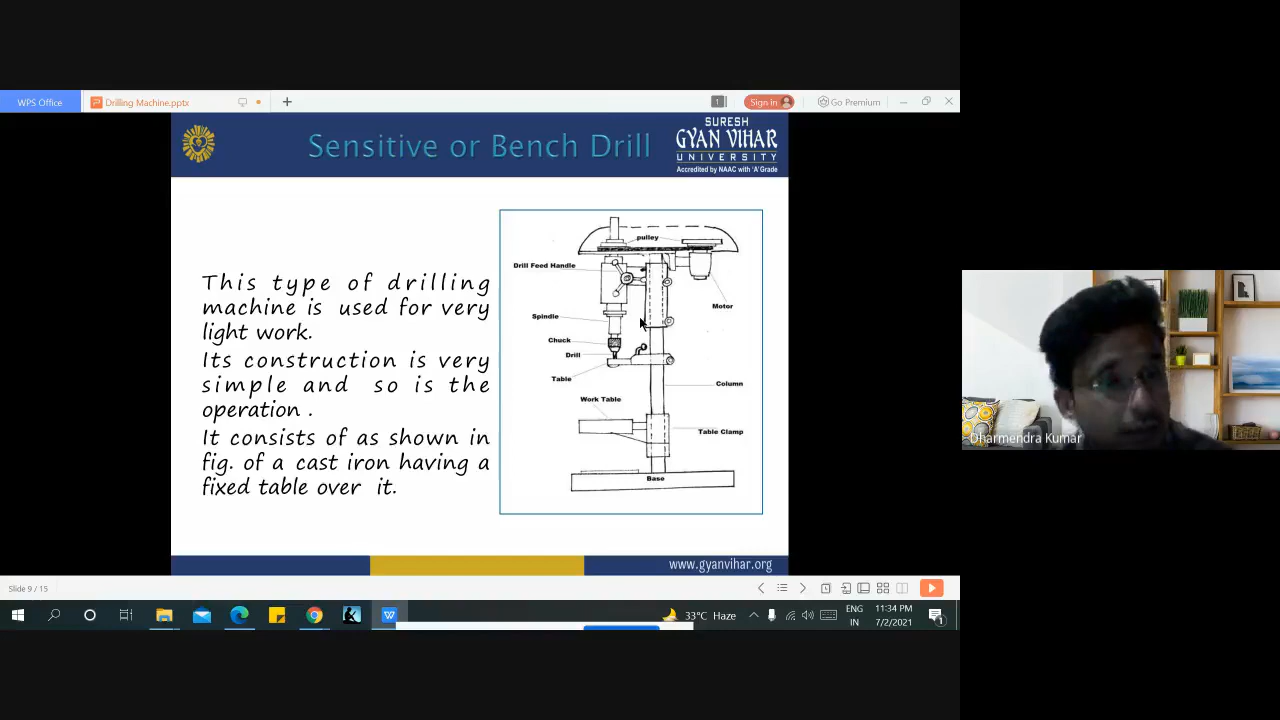 WPS Office
Drilling Machine.pptx
1
Sign in
Go Premium
Sensitive or Bench Drill
SURESH
GYAN VIHAR
UNIVERSITY
Accredited by NAAC with 'A' Grade
This type of drilling
machine is used for very
light work.
Its construction is very
simple and so is the
operation .
It consists of as shown in
fig. of a cast iron having a
fixed table over it.
pulley
Drill Feed Handle
Motor
Spindle
Chuck
Drill
Table
Column
Work Table
Table Clamp
Base
www.gyanvihar.org
Dharmendra Kumar
Slide 9 / 15
33°C Haze
ENG
IN
11:34 PM
7/2/2021
1